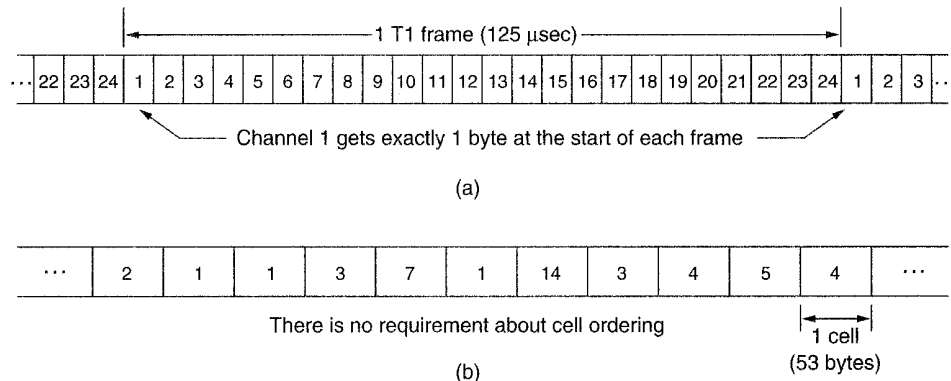 1 T1 frame (125 µsec)
··· 22 23 24 1 2 3 4 5 6 7 8 9 10 11 12 13 14 15 16 17 18 19 20 21 22 23 24 1 2 3 ···
Channel 1 gets exactly 1 byte at the start of each frame
(a)
··· 2 1 1 3 7 1 14 3 4 5 4 ···
There is no requirement about cell ordering
1 cell
(53 bytes)
(b)